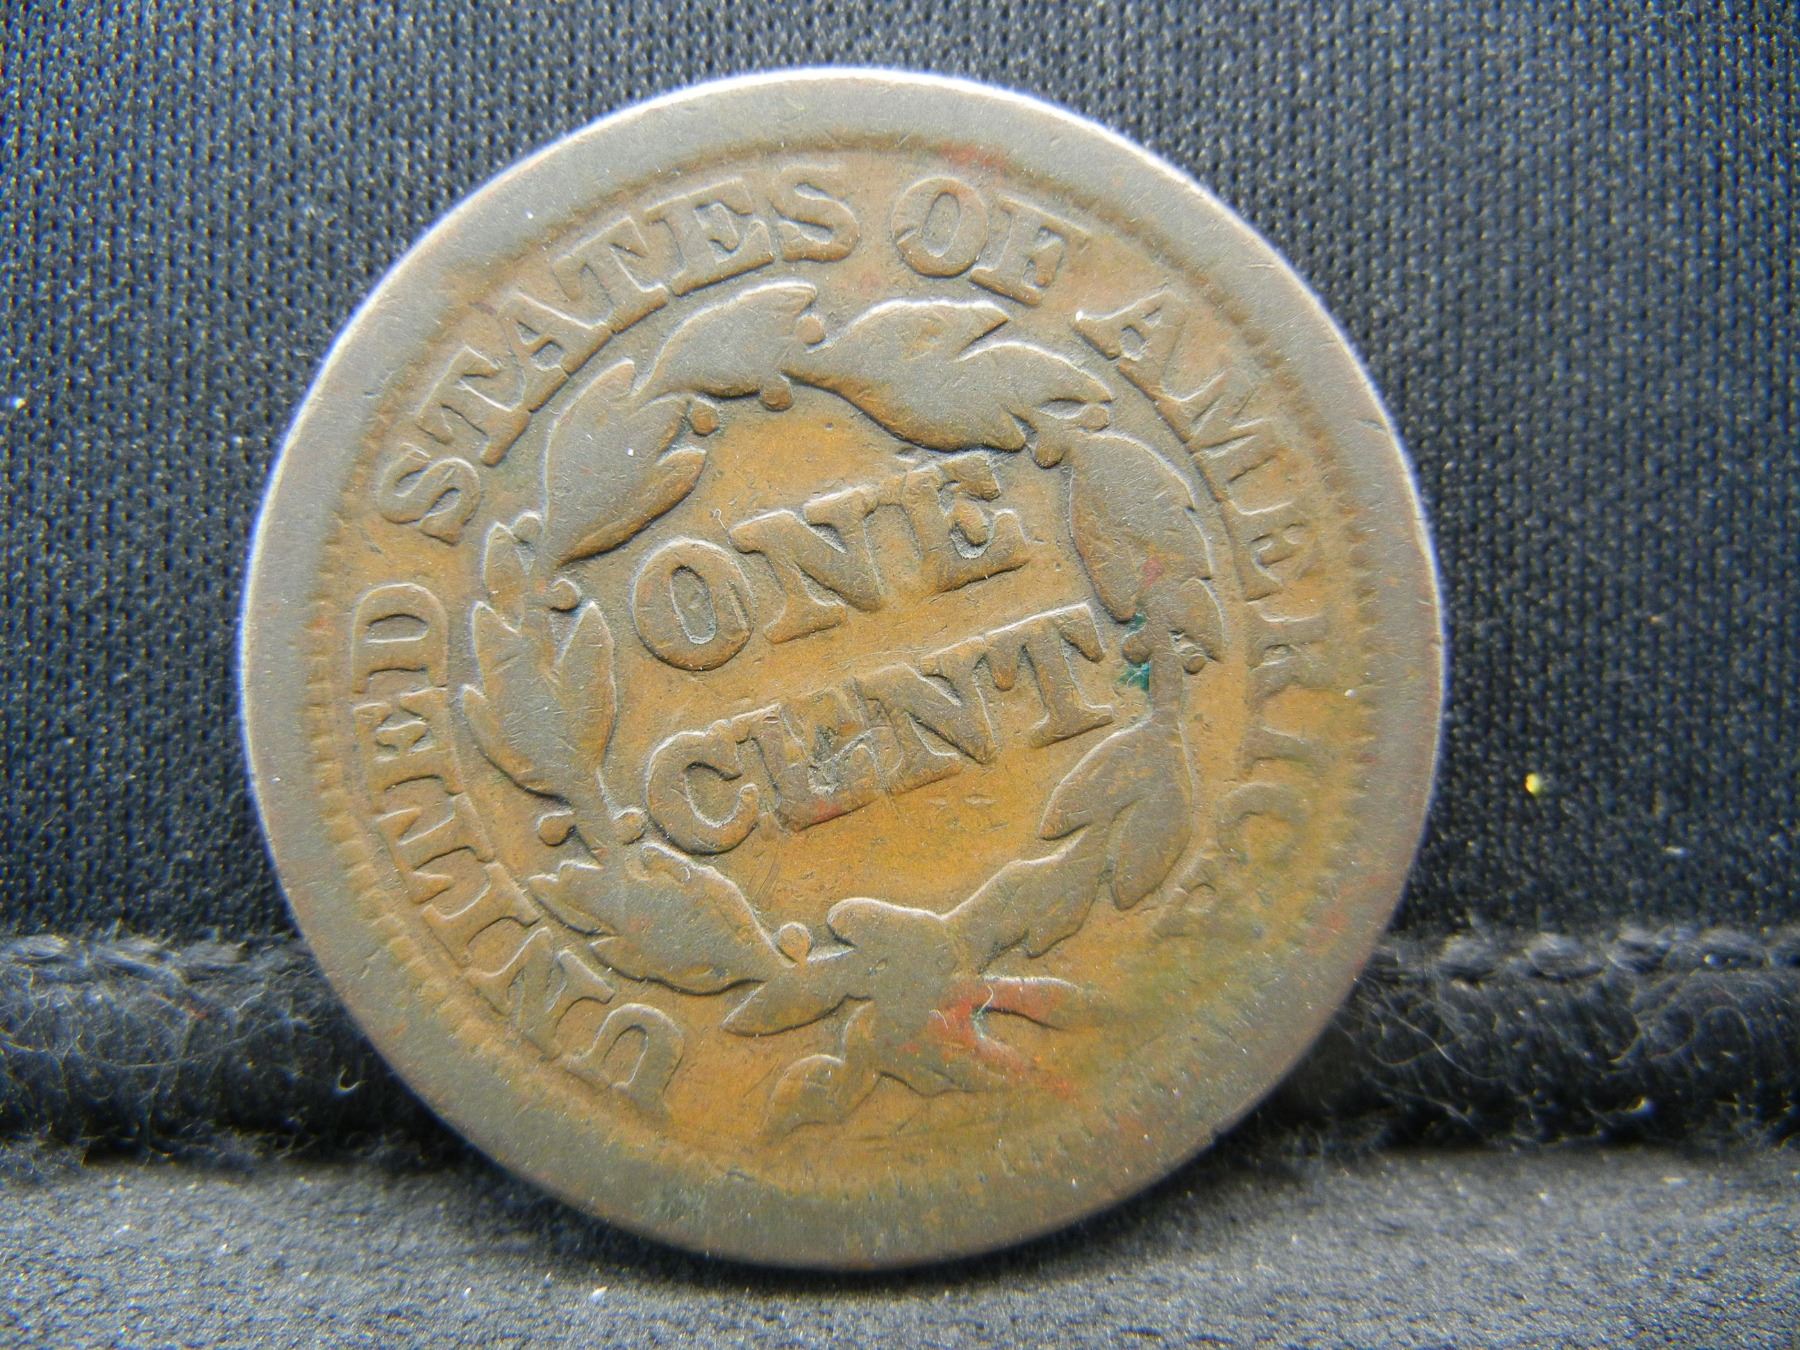 UNITED STATES OF AMERICA
ONE
CENT